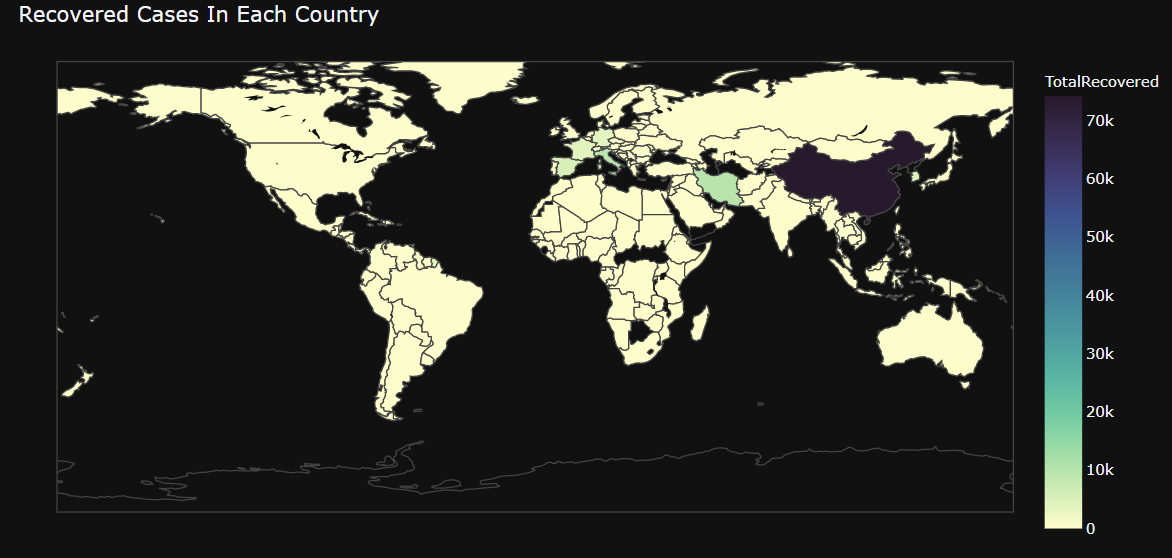 Recovered Cases In Each Country
TotalRecovered
70k
60k
50k
40k
30k
20k
10k
0